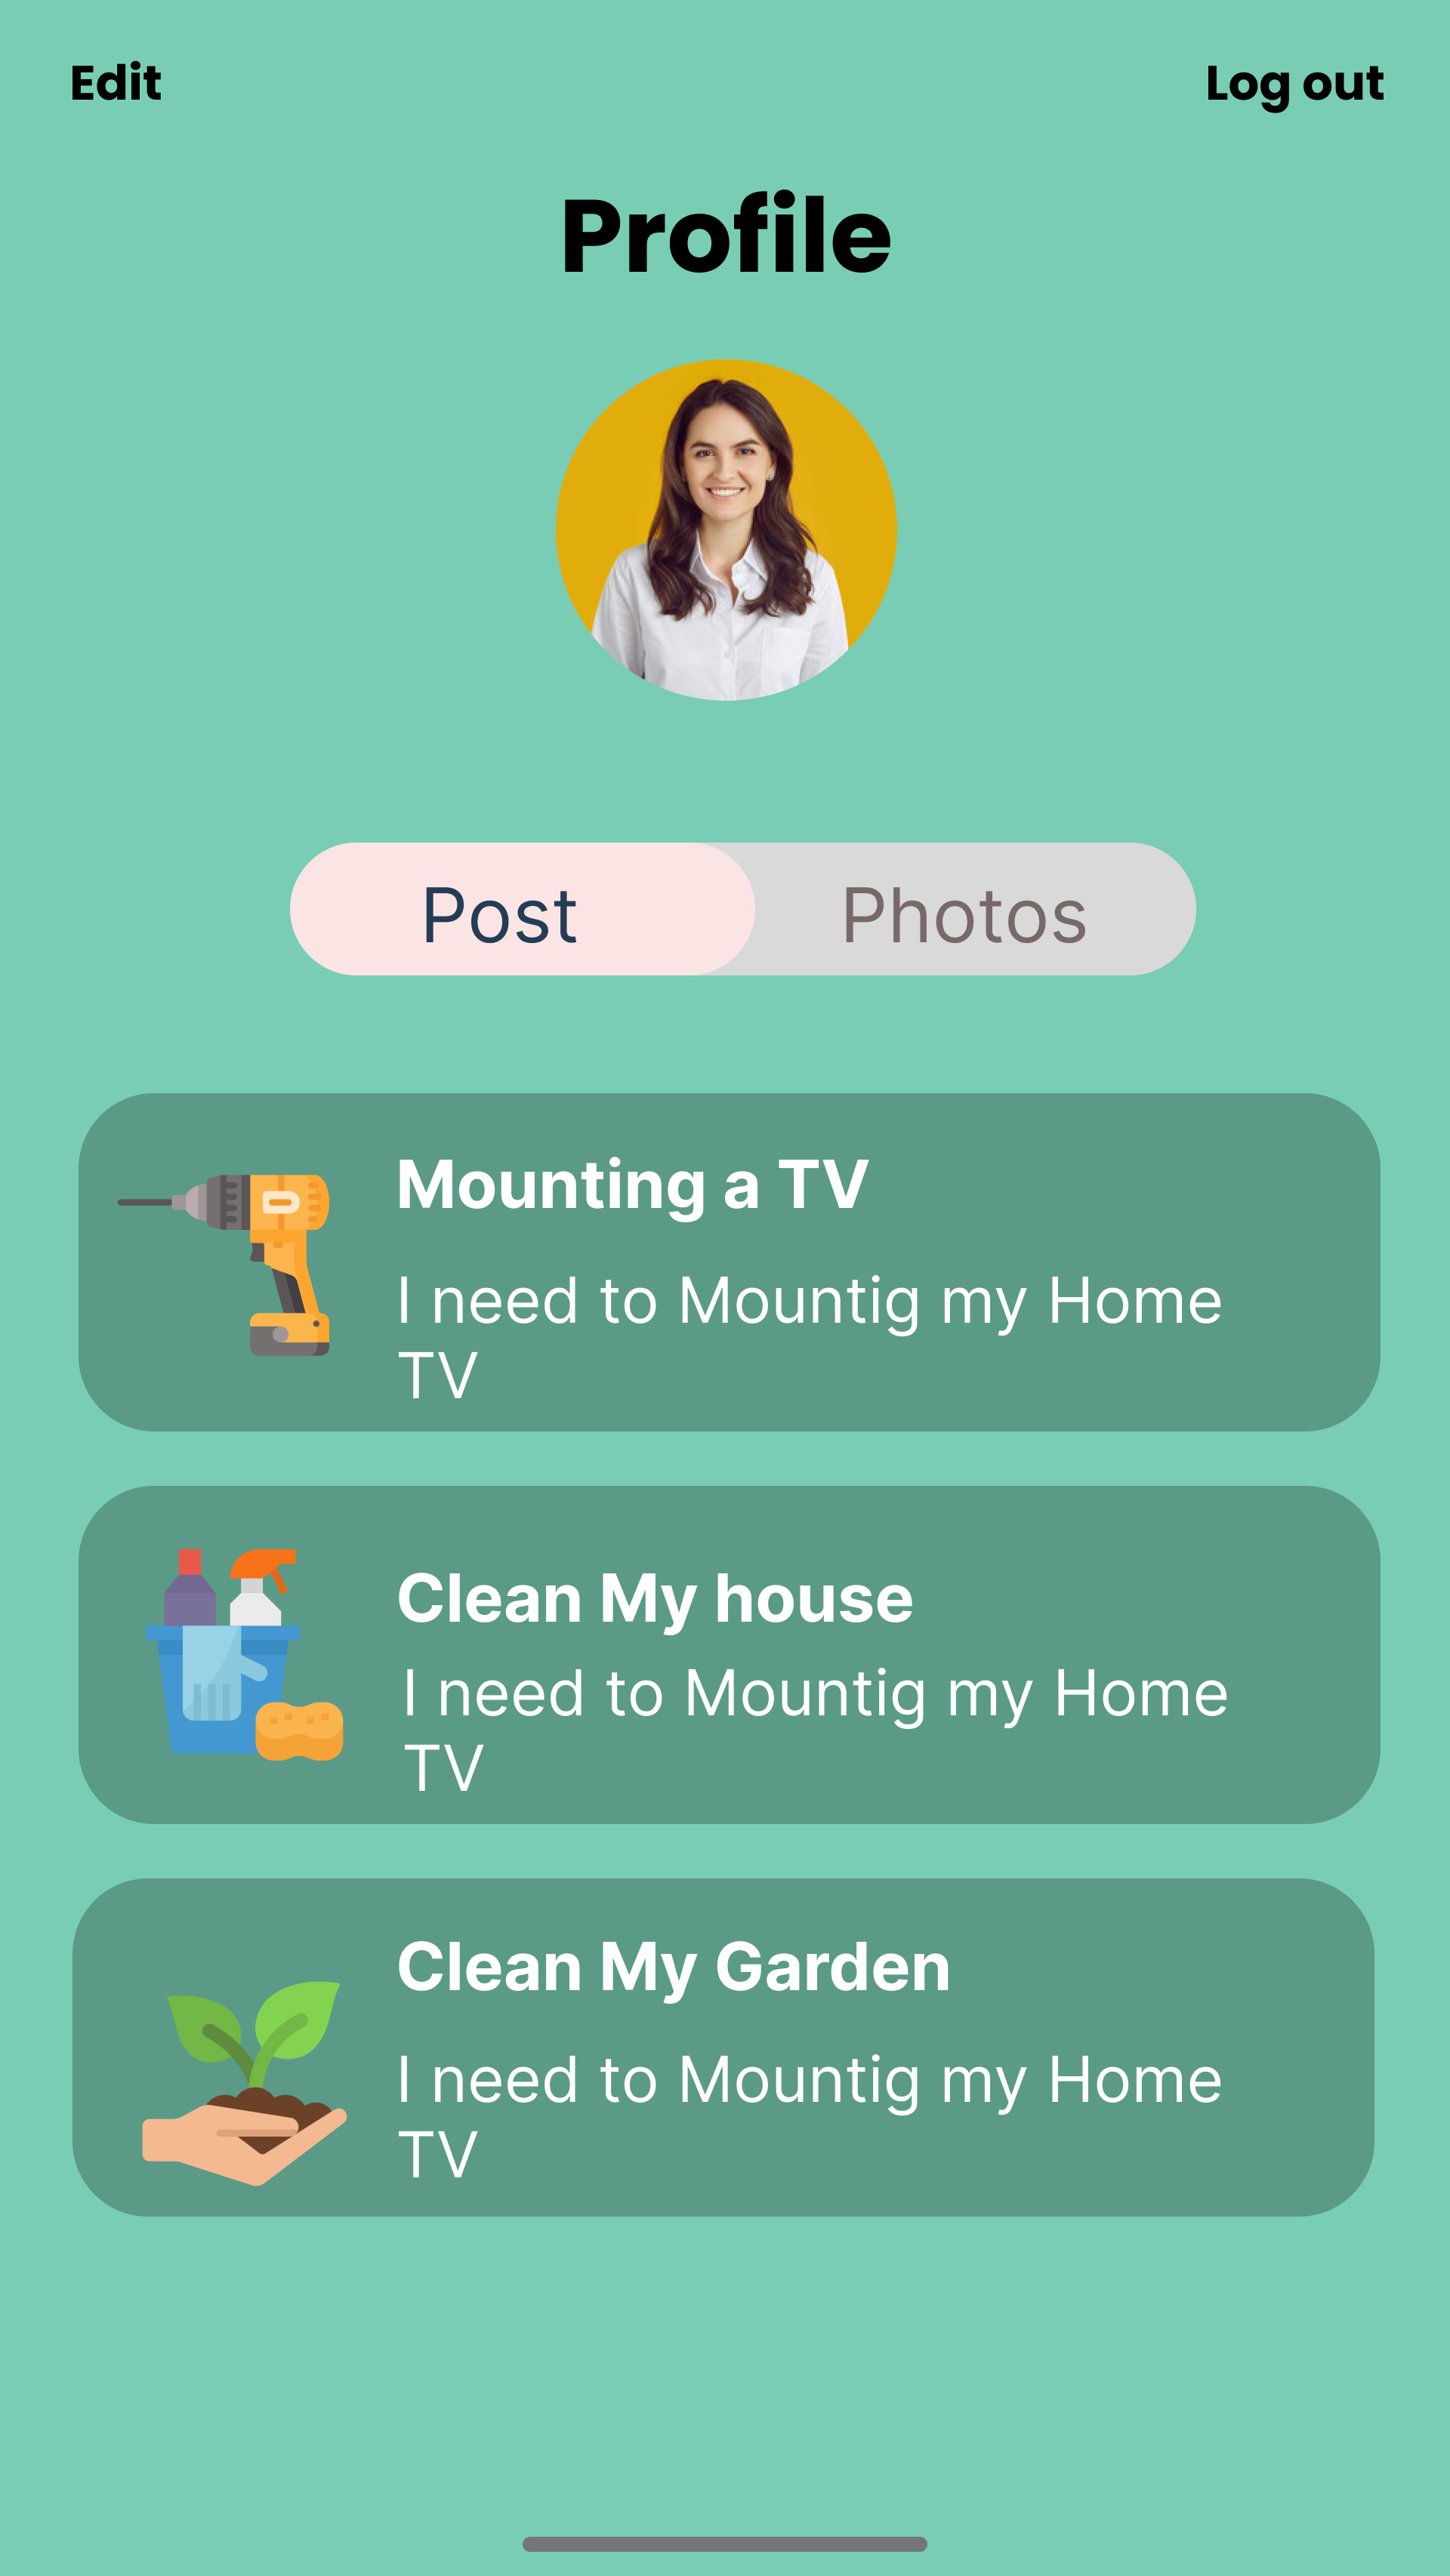 Edit
Log out
Profile
Post
Photos
Mounting a TV
I need to Mountig my Home
TV
Clean My house
I need to Mountig my Home
TV
Clean My Garden
I need to Mountig my Home
TV